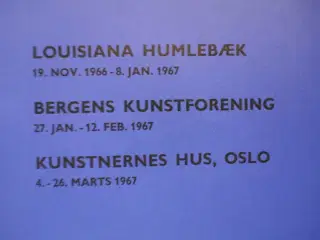 LOUISIANA HUMLEBÆK
19. NOV. 1966 - 8. JAN. 1967
BERGENS KUNSTFORENING
27. JAN. - 12. FEB. 1967
KUNSTNERNES HUS, OSLO
4. - 26. MARTS 1967